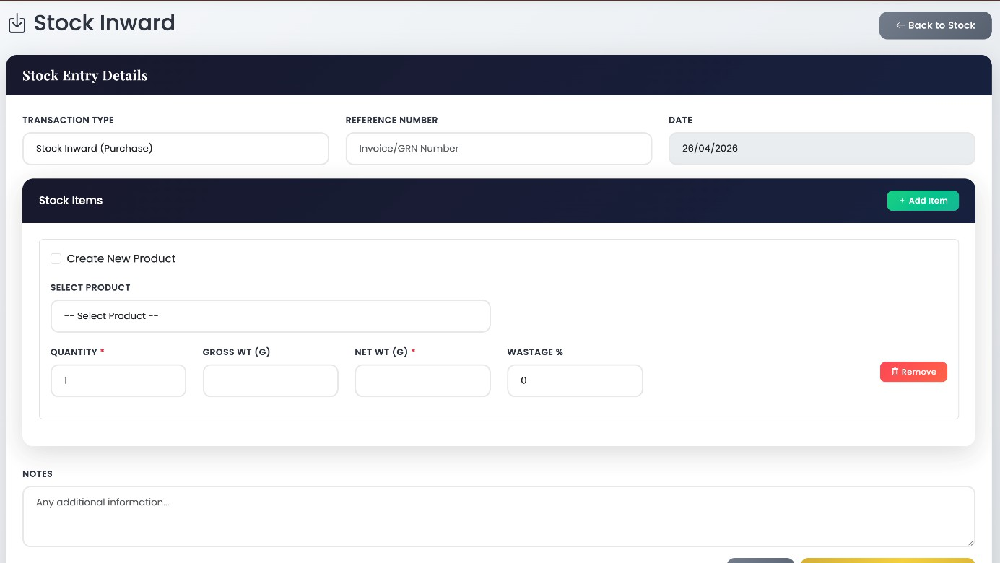 Stock Inward
← Back to Stock
Stock Entry Details
TRANSACTION TYPE
REFERENCE NUMBER
DATE
Stock Inward (Purchase)
Invoice/GRN Number
26/04/2026
Stock Items
+ Add Item
Create New Product
SELECT PRODUCT
-- Select Product --
QUANTITY *
GROSS WT (G)
NET WT (G) *
WASTAGE %
1
0
Remove
NOTES
Any additional information...